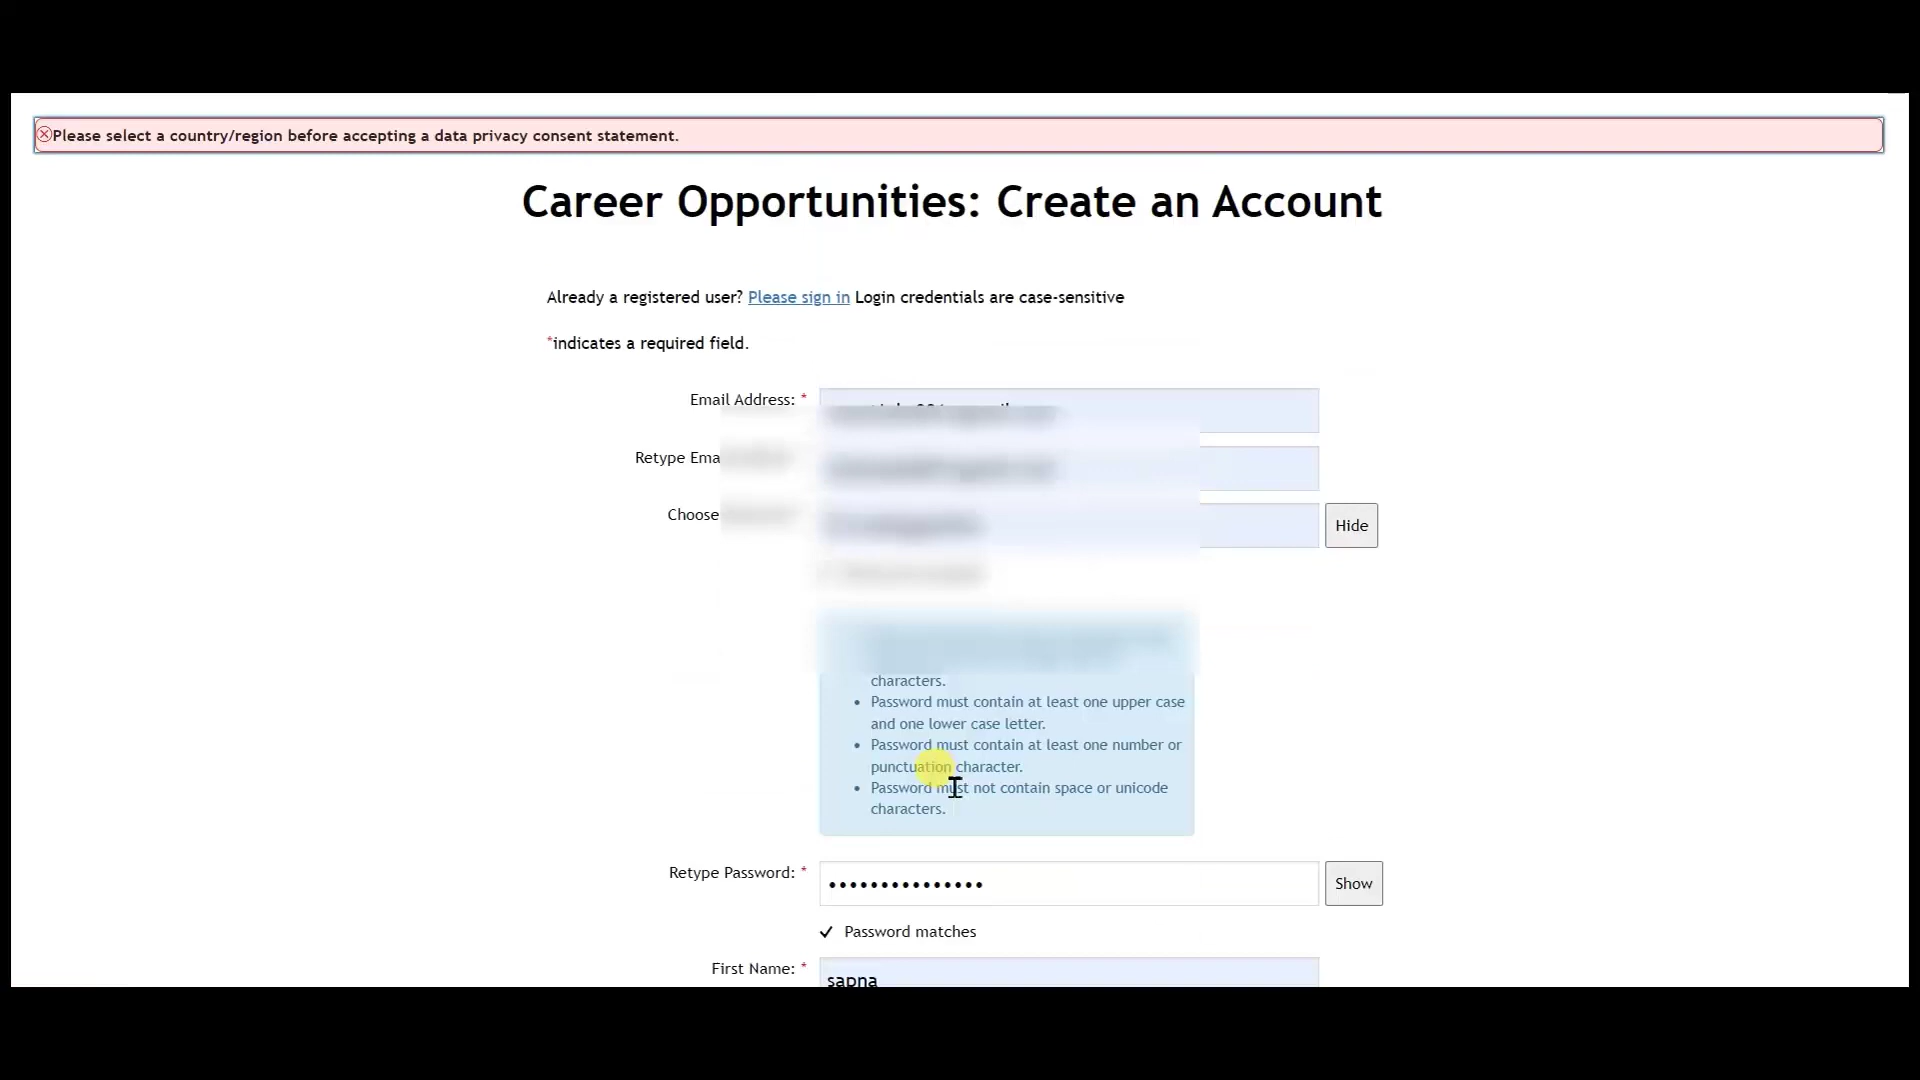 Please select a country/region before accepting a data privacy consent statement.
Career Opportunities: Create an Account
Already a registered user? Please sign in Login credentials are case-sensitive
*indicates a required field.
Email Address: *
Retype Ema
Choose
Hide
characters.
• Password must contain at least one upper case
and one lower case letter.
• Password must contain at least one number or
punctuation character.
• Password must not contain space or unicode
characters.
Retype Password: *
•••••••••••••••
Show
✓ Password matches
First Name: *
sapna